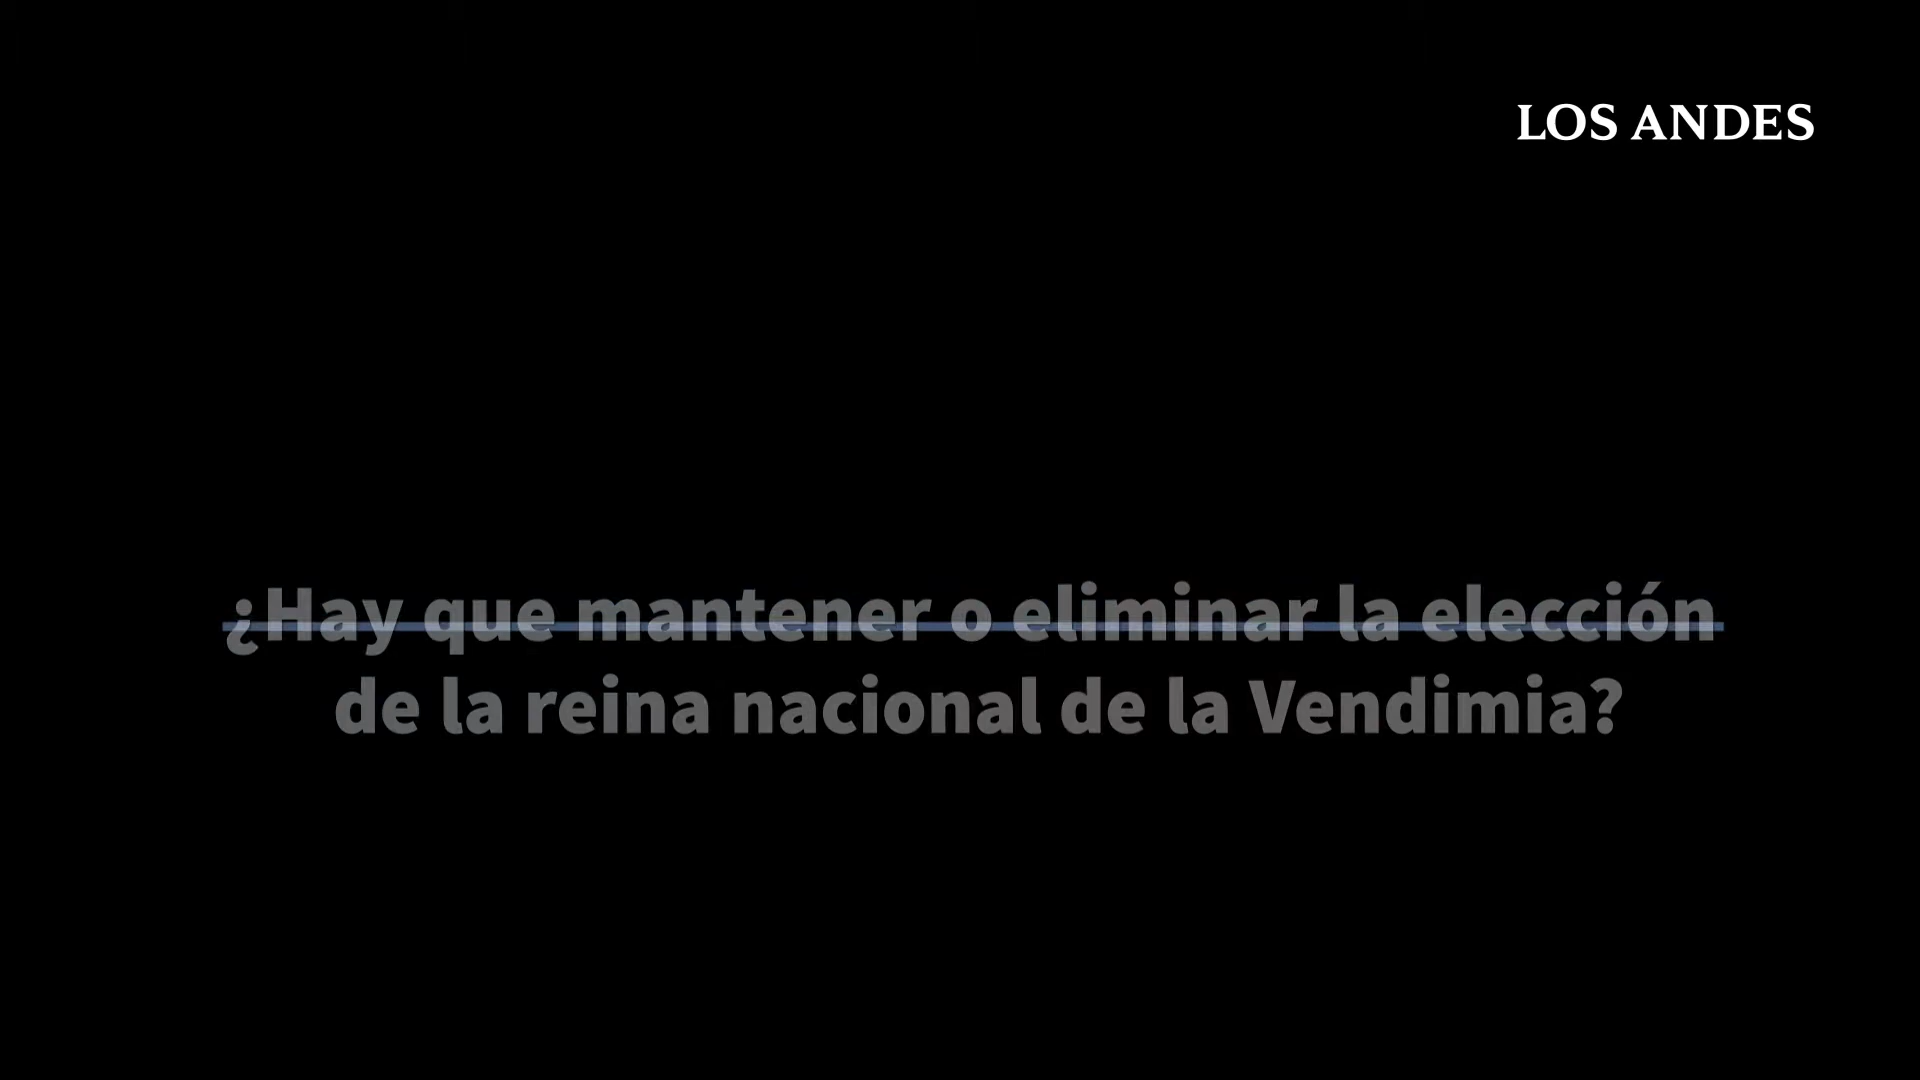 LOS ANDES
¿Hay que mantener o eliminar la elección
de la reina nacional de la Vendimia?